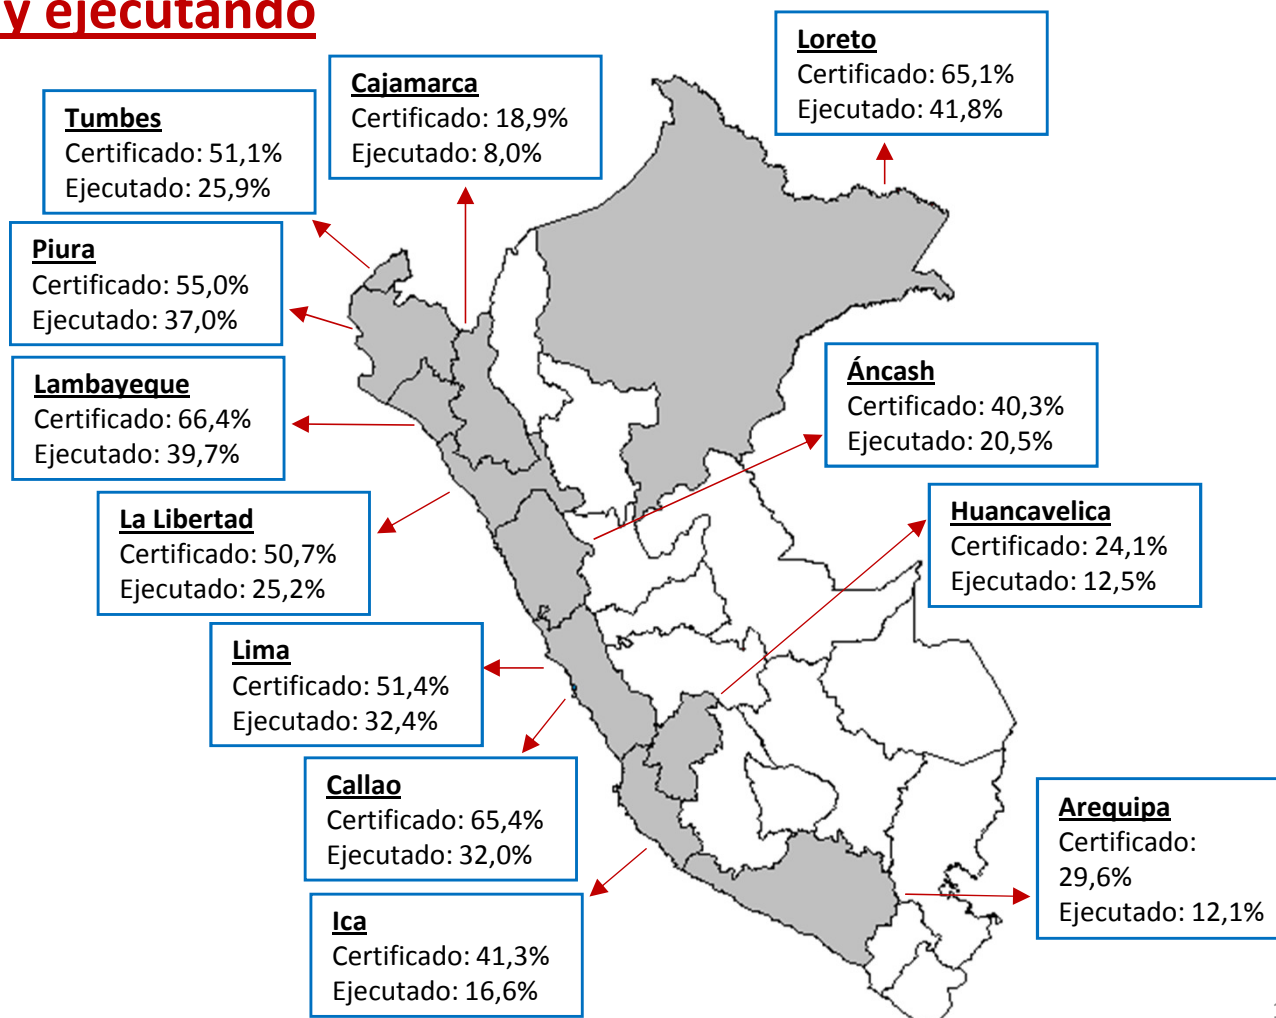 y ejecutando
Loreto
Certificado: 65,1%
Ejecutado: 41,8%
Cajamarca
Certificado: 18,9%
Ejecutado: 8,0%
Tumbes
Certificado: 51,1%
Ejecutado: 25,9%
Piura
Certificado: 55,0%
Ejecutado: 37,0%
Lambayeque
Certificado: 66,4%
Ejecutado: 39,7%
Áncash
Certificado: 40,3%
Ejecutado: 20,5%
La Libertad
Certificado: 50,7%
Ejecutado: 25,2%
Huancavelica
Certificado: 24,1%
Ejecutado: 12,5%
Lima
Certificado: 51,4%
Ejecutado: 32,4%
Callao
Certificado: 65,4%
Ejecutado: 32,0%
Arequipa
Certificado:
29,6%
Ejecutado: 12,1%
Ica
Certificado: 41,3%
Ejecutado: 16,6%